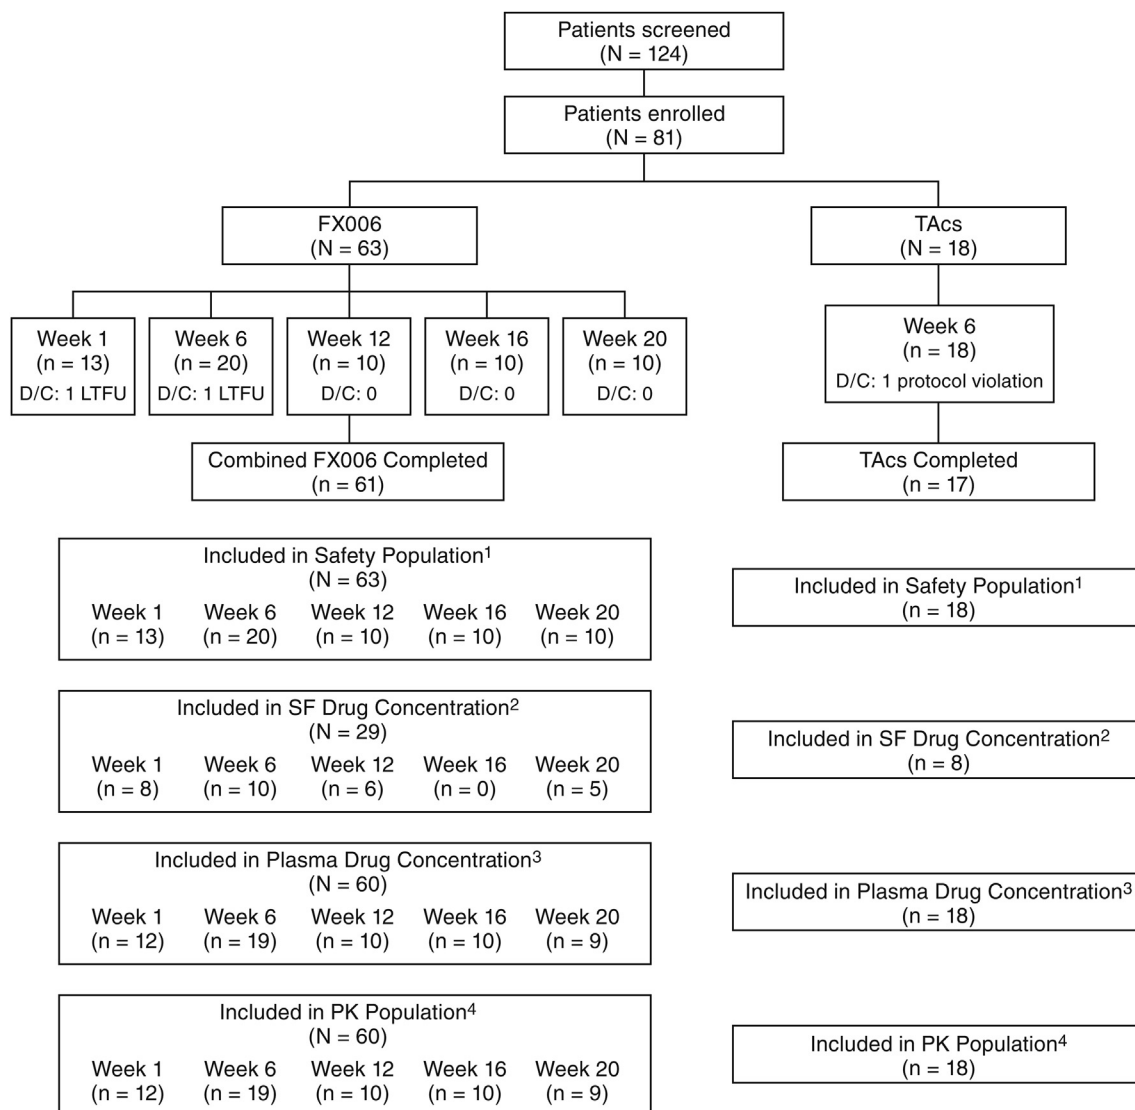 Patients screened
(N = 124)
Patients enrolled
(N = 81)
FX006
(N = 63)
TAcs
(N = 18)
Week 1
(n = 13)
D/C: 1 LTFU
Week 6
(n = 20)
D/C: 1 LTFU
Week 12
(n = 10)
D/C: 0
Week 16
(n = 10)
D/C: 0
Week 20
(n = 10)
D/C: 0
Week 6
(n = 18)
D/C: 1 protocol violation
Combined FX006 Completed
(n = 61)
TAcs Completed
(n = 17)
Included in Safety Population¹
(N = 63)
Week 1 Week 6 Week 12 Week 16 Week 20
(n = 13) (n = 20) (n = 10) (n = 10) (n = 10)
Included in Safety Population¹
(n = 18)
Included in SF Drug Concentration²
(N = 29)
Week 1 Week 6 Week 12 Week 16 Week 20
(n = 8) (n = 10) (n = 6) (n = 0) (n = 5)
Included in SF Drug Concentration²
(n = 8)
Included in Plasma Drug Concentration³
(N = 60)
Week 1 Week 6 Week 12 Week 16 Week 20
(n = 12) (n = 19) (n = 10) (n = 10) (n = 9)
Included in Plasma Drug Concentration³
(n = 18)
Included in PK Population⁴
(N = 60)
Week 1 Week 6 Week 12 Week 16 Week 20
(n = 12) (n = 19) (n = 10) (n = 10) (n = 9)
Included in PK Population⁴
(n = 18)